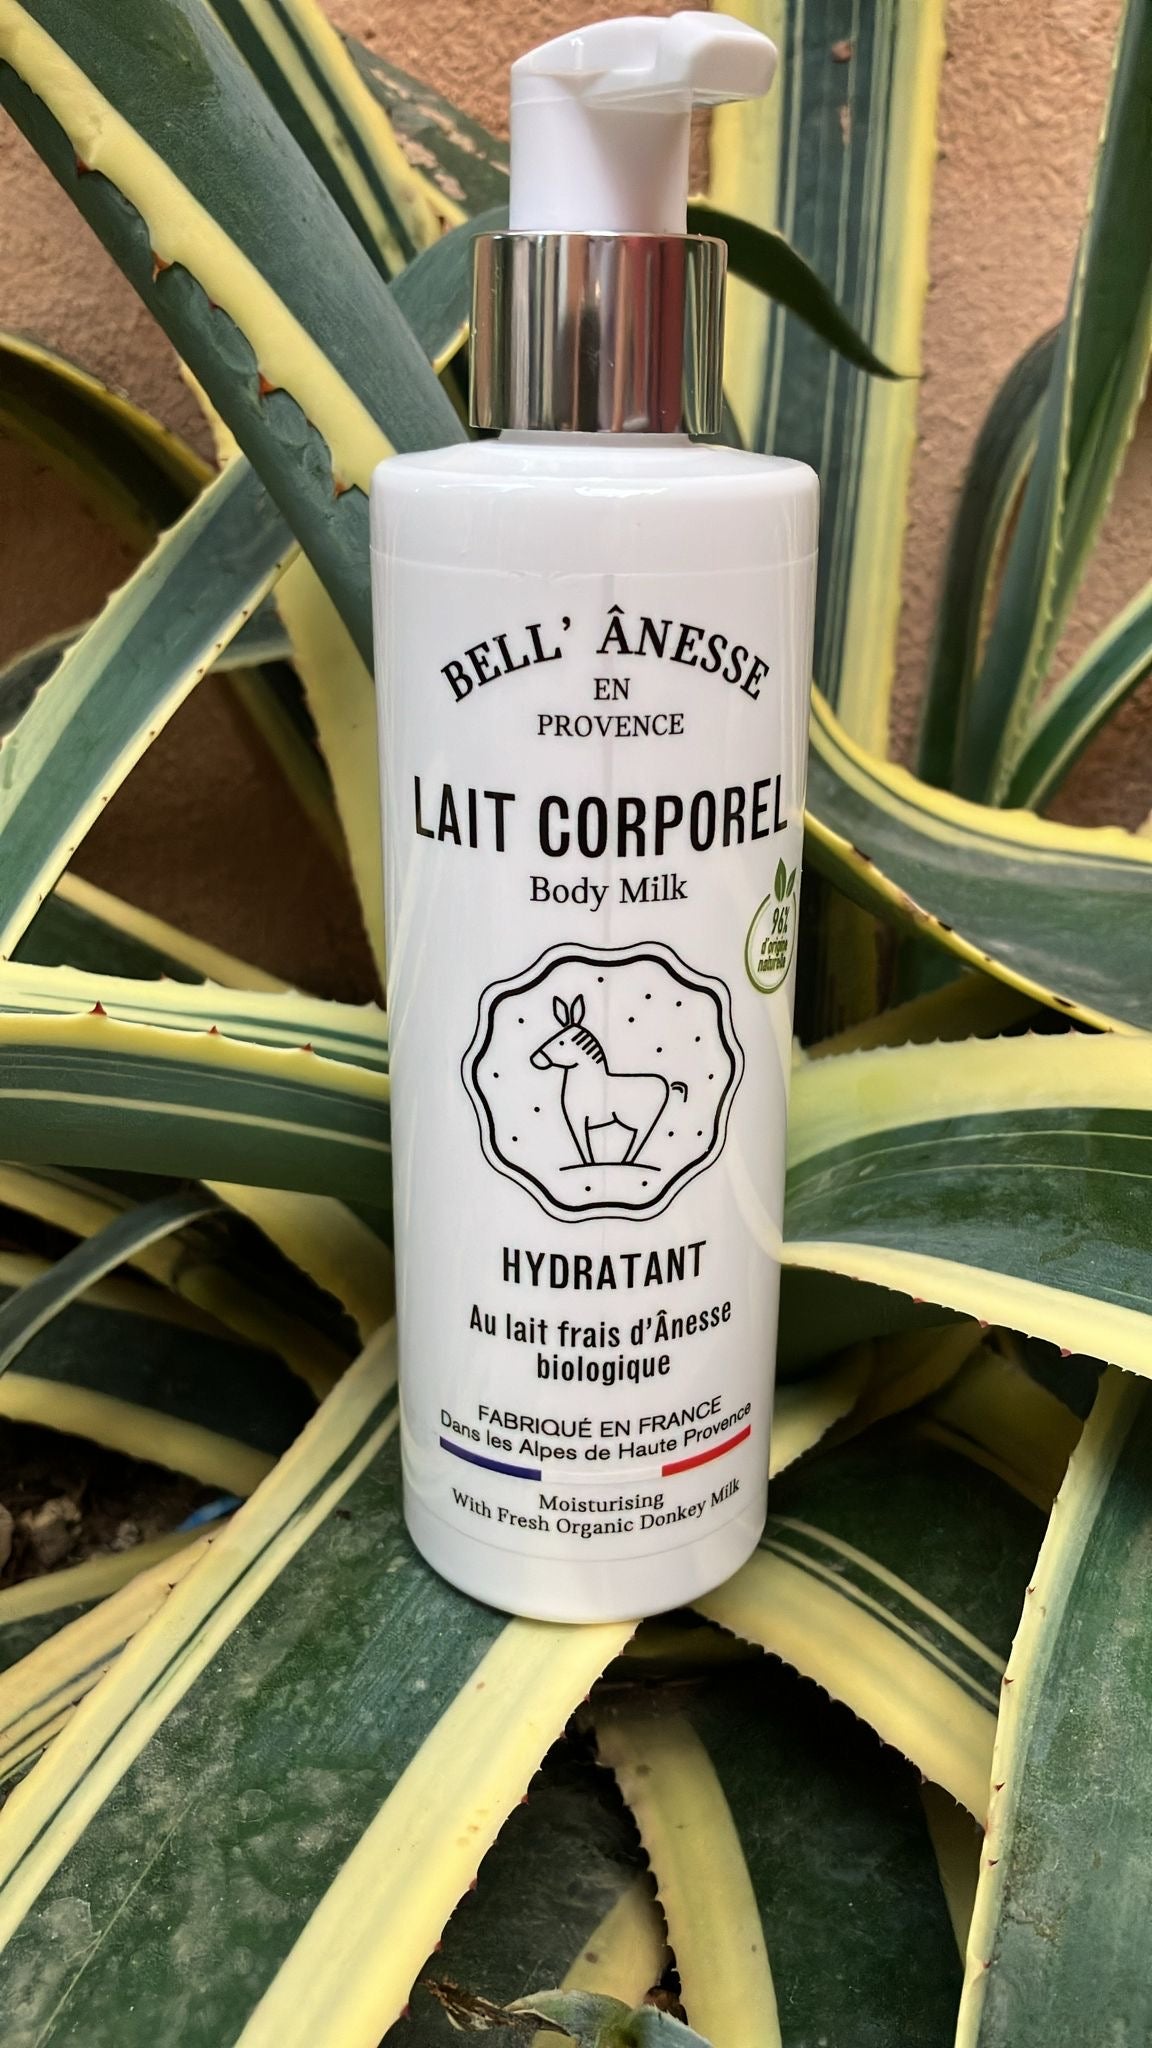 BELL' ÂNESSE
EN
PROVENCE
LAIT CORPOREL
Body Milk
96%
d'origine
naturelle
HYDRATANT
Au lait frais d'Ânesse
biologique
FABRIQUÉ EN FRANCE
Dans les Alpes de Haute Provence
Moisturising
With Fresh Organic Donkey Milk